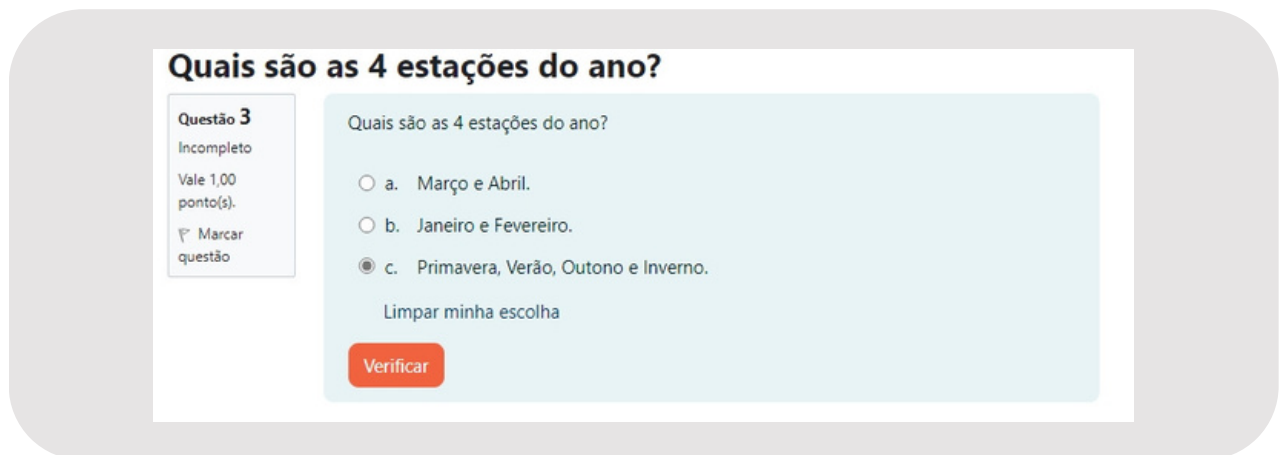 Quais são as 4 estações do ano?
Questão 3
Incompleto
Vale 1,00
ponto(s).
Marcar
questão
Quais são as 4 estações do ano?
a. Março e Abril.
b. Janeiro e Fevereiro.
c. Primavera, Verão, Outono e Inverno.
Limpar minha escolha
Verificar